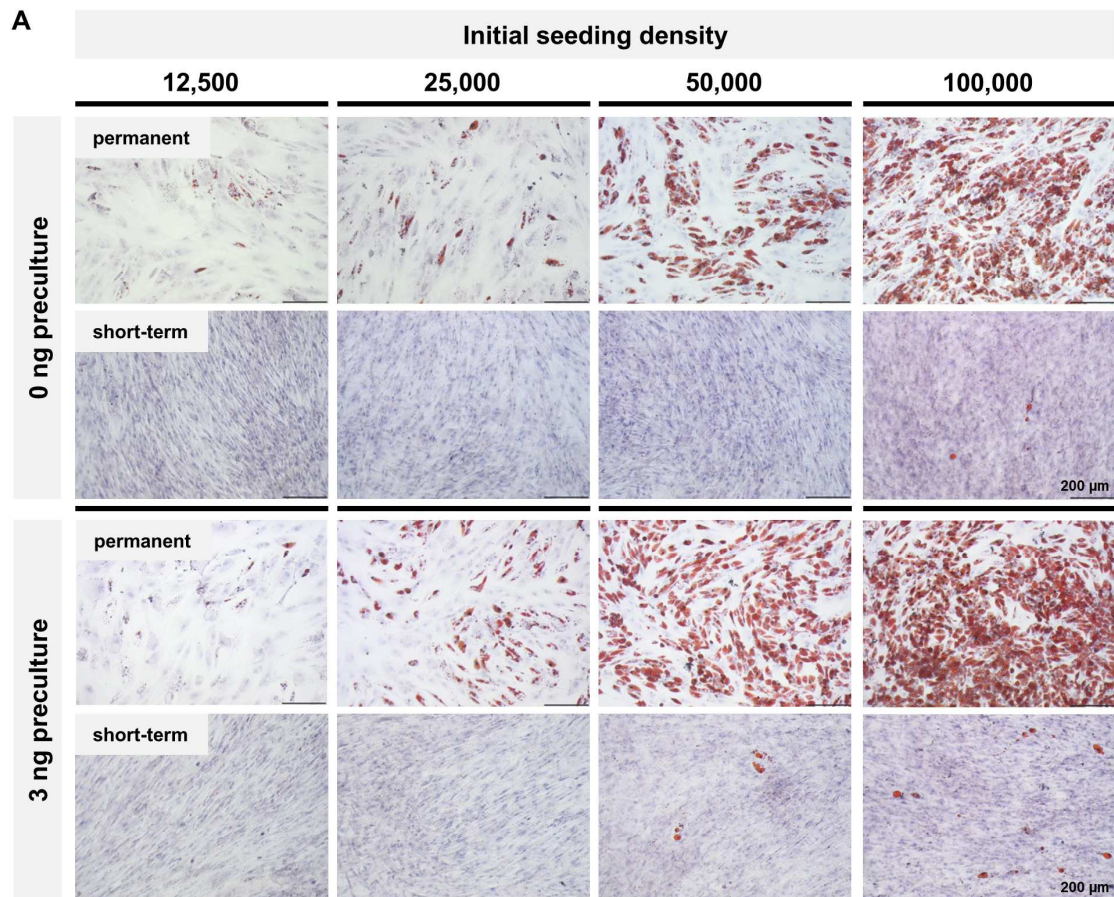 A
Initial seeding density
12,500 25,000 50,000 100,000
0 ng preculture
permanent
short-term
200 µm
3 ng preculture
permanent
short-term
200 µm